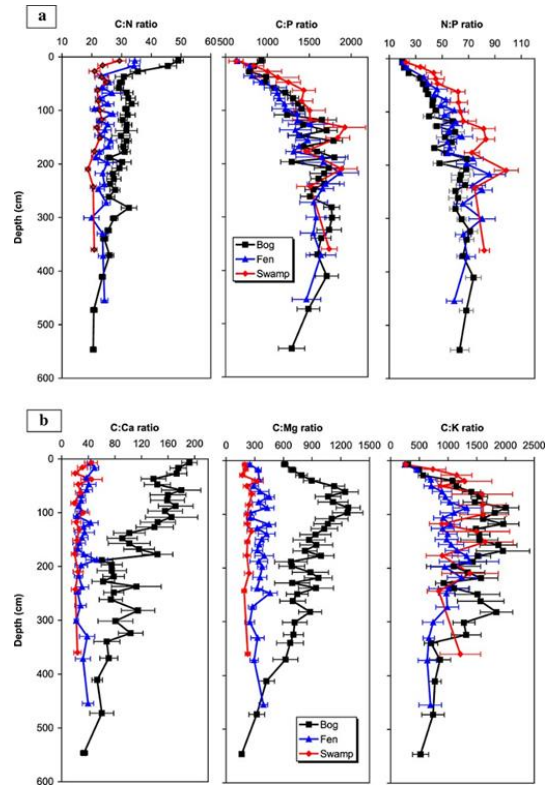 a
C:N ratio
C:P ratio
N:P ratio
10 20 30 40 50 60
500 1000 1500 2000
10 30 50 70 90 110
0
100
200
300
400
500
600
Depth (cm)
Bog
Fen
Swamp
b
C:Ca ratio
C:Mg ratio
C:K ratio
0 40 80 120 160 200
0 300 600 900 1200 1500
0 500 1000 1500 2000 2500
0
100
200
300
400
500
600
Depth (cm)
Bog
Fen
Swamp